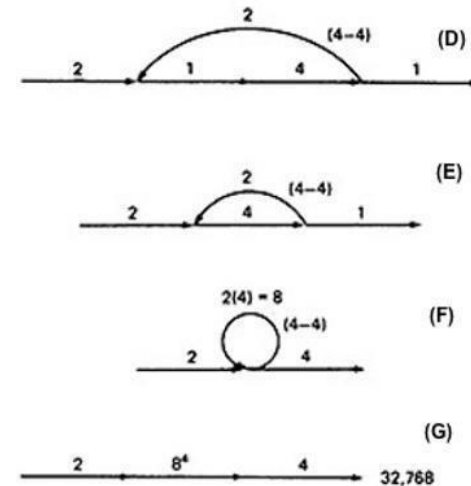 2
(4-4)
(D)
2 1 4 1
(E)
2
(4-4)
2 4 1
2(4) = 8
(F)
(4-4)
2 4
(G)
2 8⁴ 4 32,768